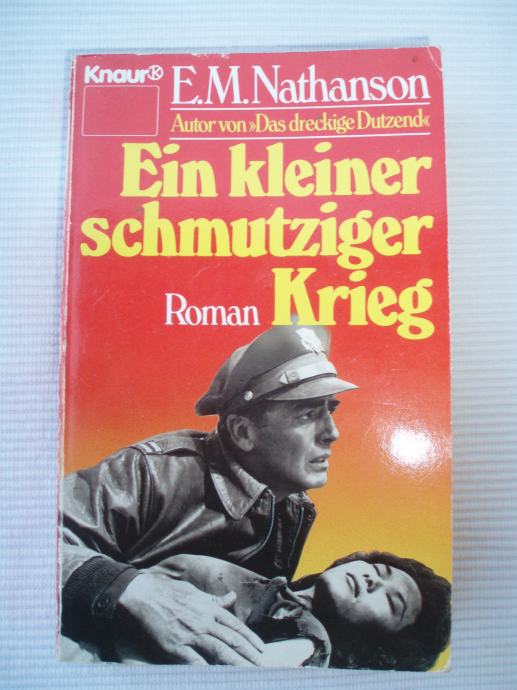 Knaur K
E.M.Nathanson
Autor von »Das dreckige Dutzend«
Ein kleiner
schmutziger
Roman Krieg